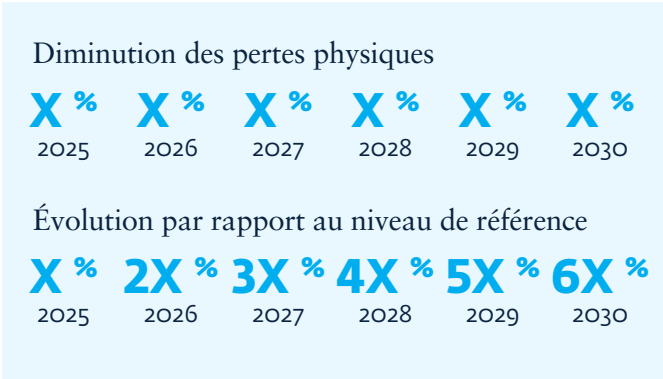 Diminution des pertes physiques
X % X % X % X % X % X %
2025 2026 2027 2028 2029 2030
Évolution par rapport au niveau de référence
X % 2X % 3X % 4X % 5X % 6X %
2025 2026 2027 2028 2029 2030